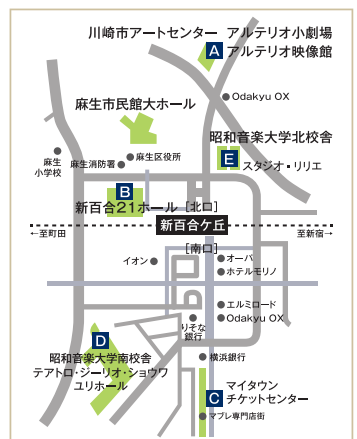 川崎市アートセンター　アルテリオ小劇場
A アルテリオ映像館
Odakyu OX
麻生市民館大ホール
昭和音楽大学北校舎
E スタジオ・リリエ
麻生
小学校
麻生消防署
麻生区役所
B
新百合21ホール
[北口]
新百合ケ丘
←至町田
至新宿→
[南口]
イオン
オーパ
ホテルモリノ
エルミロード
りそな
銀行
Odakyu OX
D
昭和音楽大学南校舎
テアトロ・ジーリオ・ショウワ
ユリホール
横浜銀行
C マイタウン
チケットセンター
マプレ専門店街